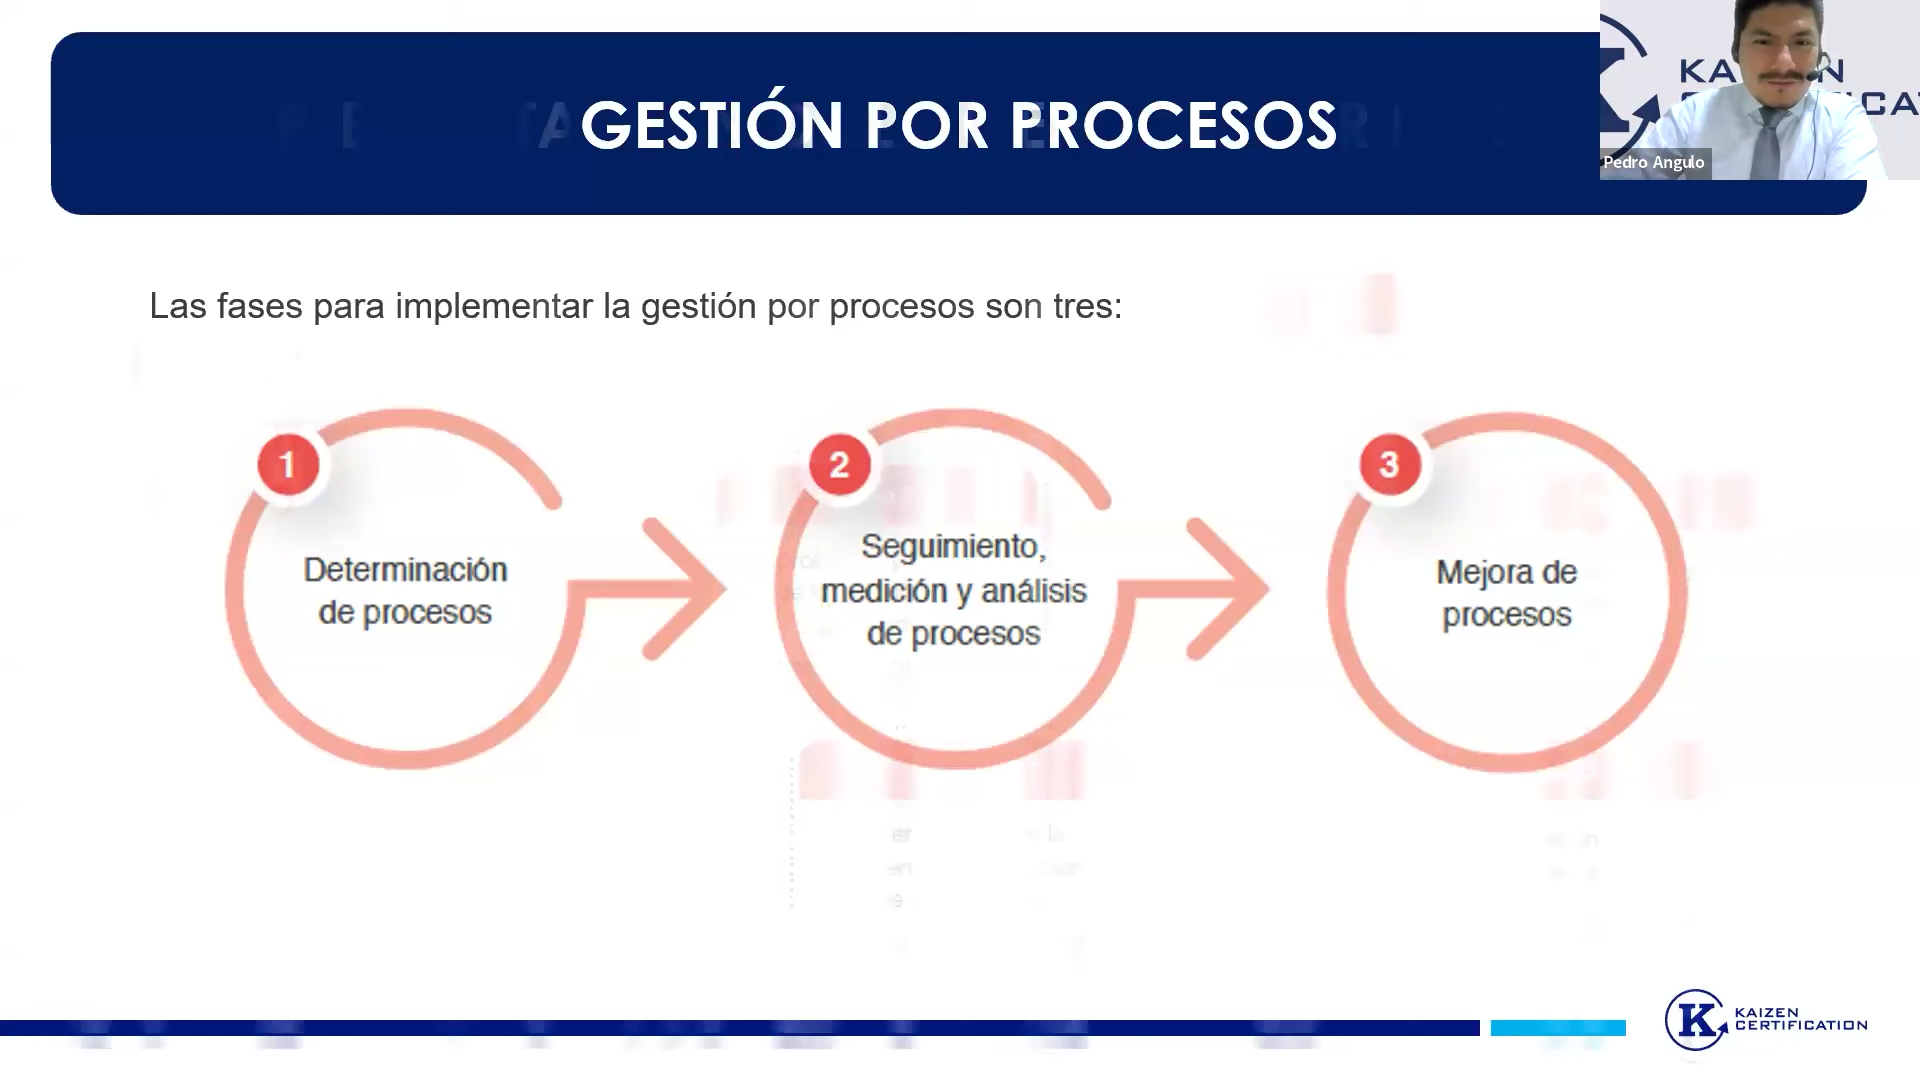 GESTIÓN POR PROCESOS
Pedro Angulo
Las fases para implementar la gestión por procesos son tres:
1
Determinación
de procesos
2
Seguimiento,
medición y análisis
de procesos
3
Mejora de
procesos
K
KAIZEN
CERTIFICATION